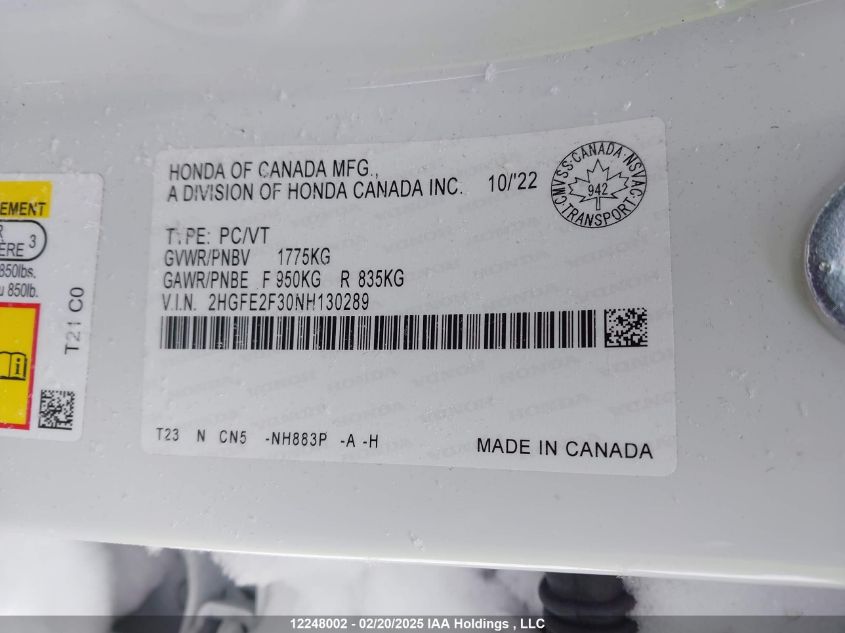 EMENT
R
ÈRE 3
850lbs.
u 850lb.
T21 C0
HONDA OF CANADA MFG.,
A DIVISION OF HONDA CANADA INC. 10/'22
CMVSS·CANADA·NSVAC·TRANSPORT
942
TYPE: PC/VT
GVWR/PNBV 1775KG
GAWR/PNBE F 950KG R 835KG
V.I.N. 2HGFE2F30NH130289
T23 N CN5 -NH883P -A -H
MADE IN CANADA
12248002 - 02/20/2025 IAA Holdings , LLC